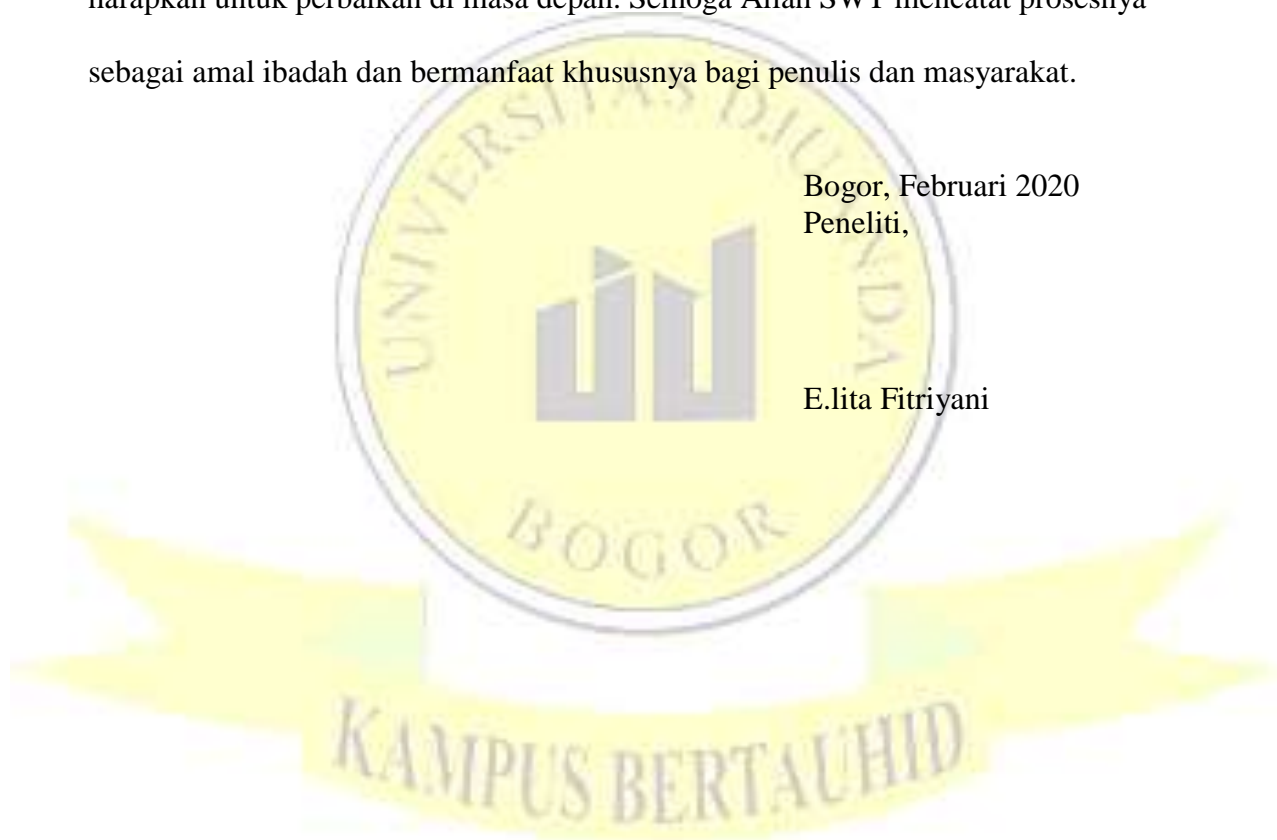 harapkan untuk perbaikan di masa depan. Semoga Allah SWT mencatat prosesnya
sebagai amal ibadah dan bermanfaat khususnya bagi penulis dan masyarakat.
UNIVERSITAS DJUANDA
Bogor, Februari 2020
Peneliti,
E.lita Fitriyani
BOGOR
KAMPUS BERTAUHID